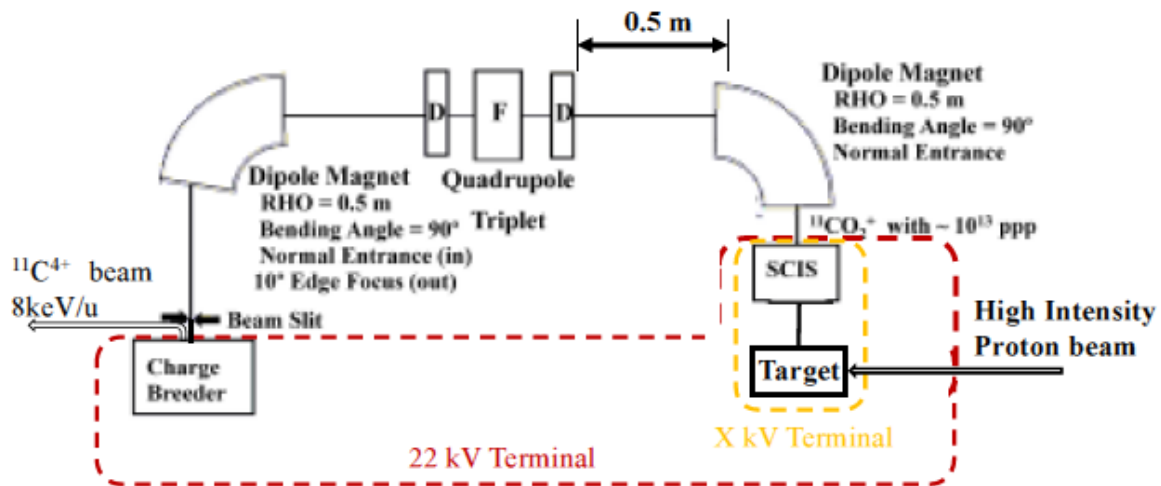 0.5 m
Dipole Magnet
RHO = 0.5 m
Bending Angle = 90°
Normal Entrance
D
F
D
Dipole Magnet
RHO = 0.5 m
Bending Angle = 90°
Normal Entrance (in)
10° Edge Focus (out)
Quadrupole
Triplet
¹¹CO₂⁺ with ~ 10¹³ ppp
SCIS
¹¹C⁴⁺ beam
8keV/u
Beam Slit
High Intensity
Proton beam
Charge
Breeder
Target
X kV Terminal
22 kV Terminal